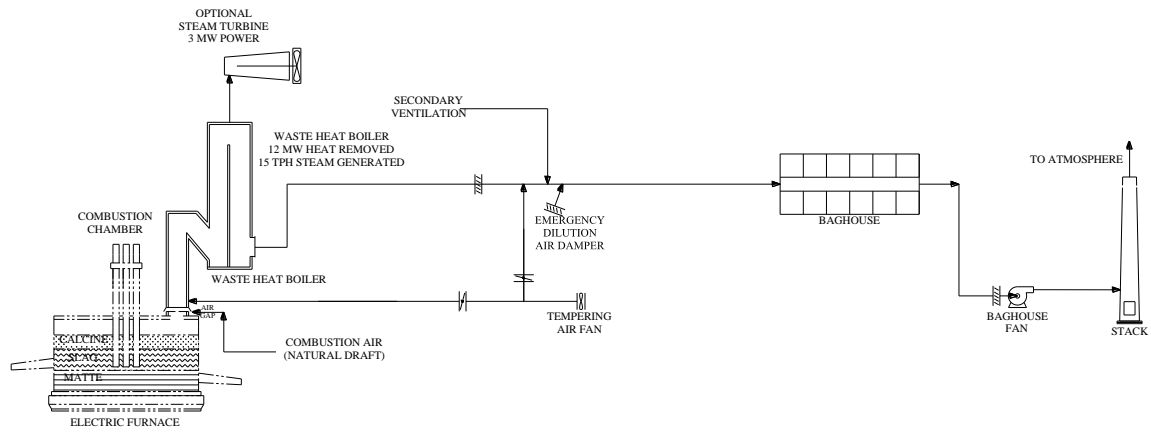 OPTIONAL
STEAM TURBINE
3 MW POWER
SECONDARY
VENTILATION
WASTE HEAT BOILER
12 MW HEAT REMOVED
15 TPH STEAM GENERATED
TO ATMOSPHERE
COMBUSTION
CHAMBER
EMERGENCY
DILUTION
AIR DAMPER
BAGHOUSE
WASTE HEAT BOILER
AIR
GAP
TEMPERING
AIR FAN
BAGHOUSE
FAN
STACK
COMBUSTION AIR
(NATURAL DRAFT)
CALCINE
SLAG
MATTE
ELECTRIC FURNACE